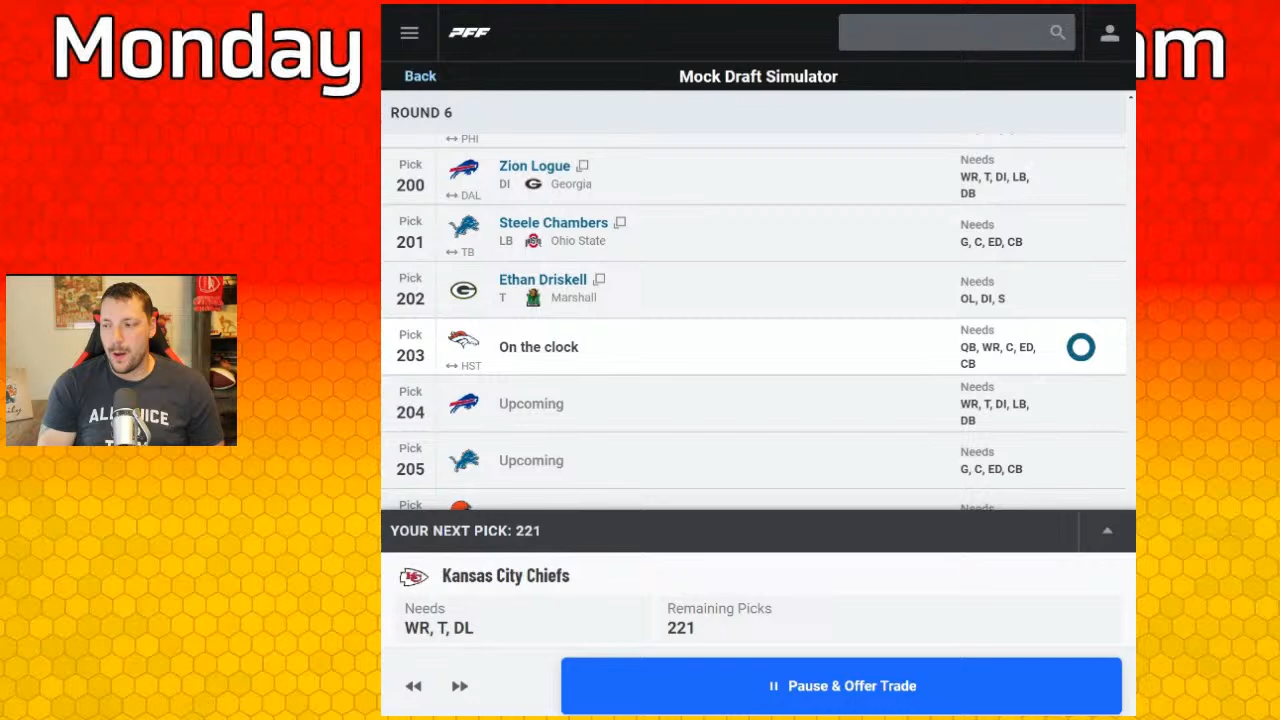 Monday
am
PFF
Back
Mock Draft Simulator
ROUND 6
↔ PHI
Pick
200
↔ DAL
Zion Logue
DI Georgia
Needs
WR, T, DI, LB,
DB
Pick
201
↔ TB
Steele Chambers
LB Ohio State
Needs
G, C, ED, CB
Pick
202
Ethan Driskell
T Marshall
Needs
OL, DI, S
Pick
203
↔ HST
On the clock
Needs
QB, WR, C, ED,
CB
Pick
204
Upcoming
Needs
WR, T, DI, LB,
DB
Pick
205
Upcoming
Needs
G, C, ED, CB
Pick
YOUR NEXT PICK: 221
Kansas City Chiefs
Needs
WR, T, DL
Remaining Picks
221
Pause & Offer Trade